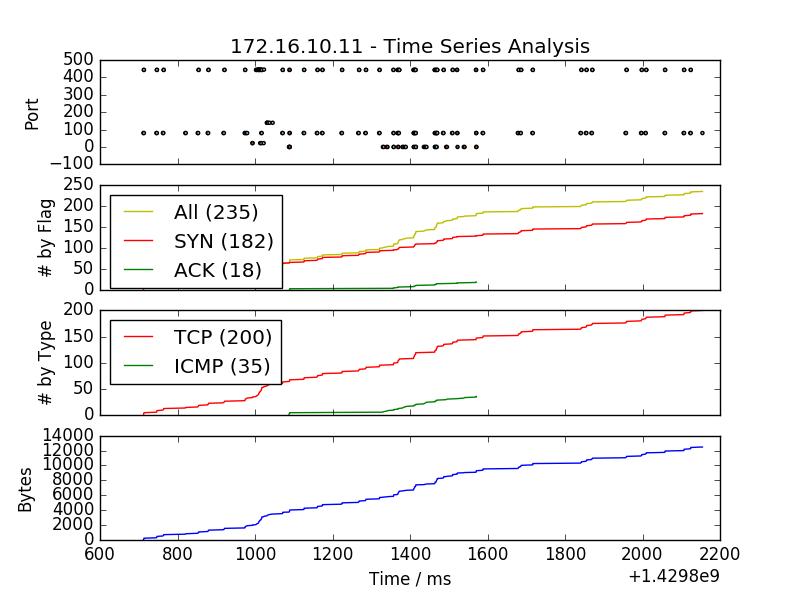 172.16.10.11 - Time Series Analysis
500
400
300
200
100
0
−100
Port
250
200
150
100
50
0
# by Flag
All (235)
SYN (182)
ACK (18)
200
150
100
50
0
# by Type
TCP (200)
ICMP (35)
14000
12000
10000
8000
6000
4000
2000
0
Bytes
600 800 1000 1200 1400 1600 1800 2000 2200
Time / ms
+1.4298e9